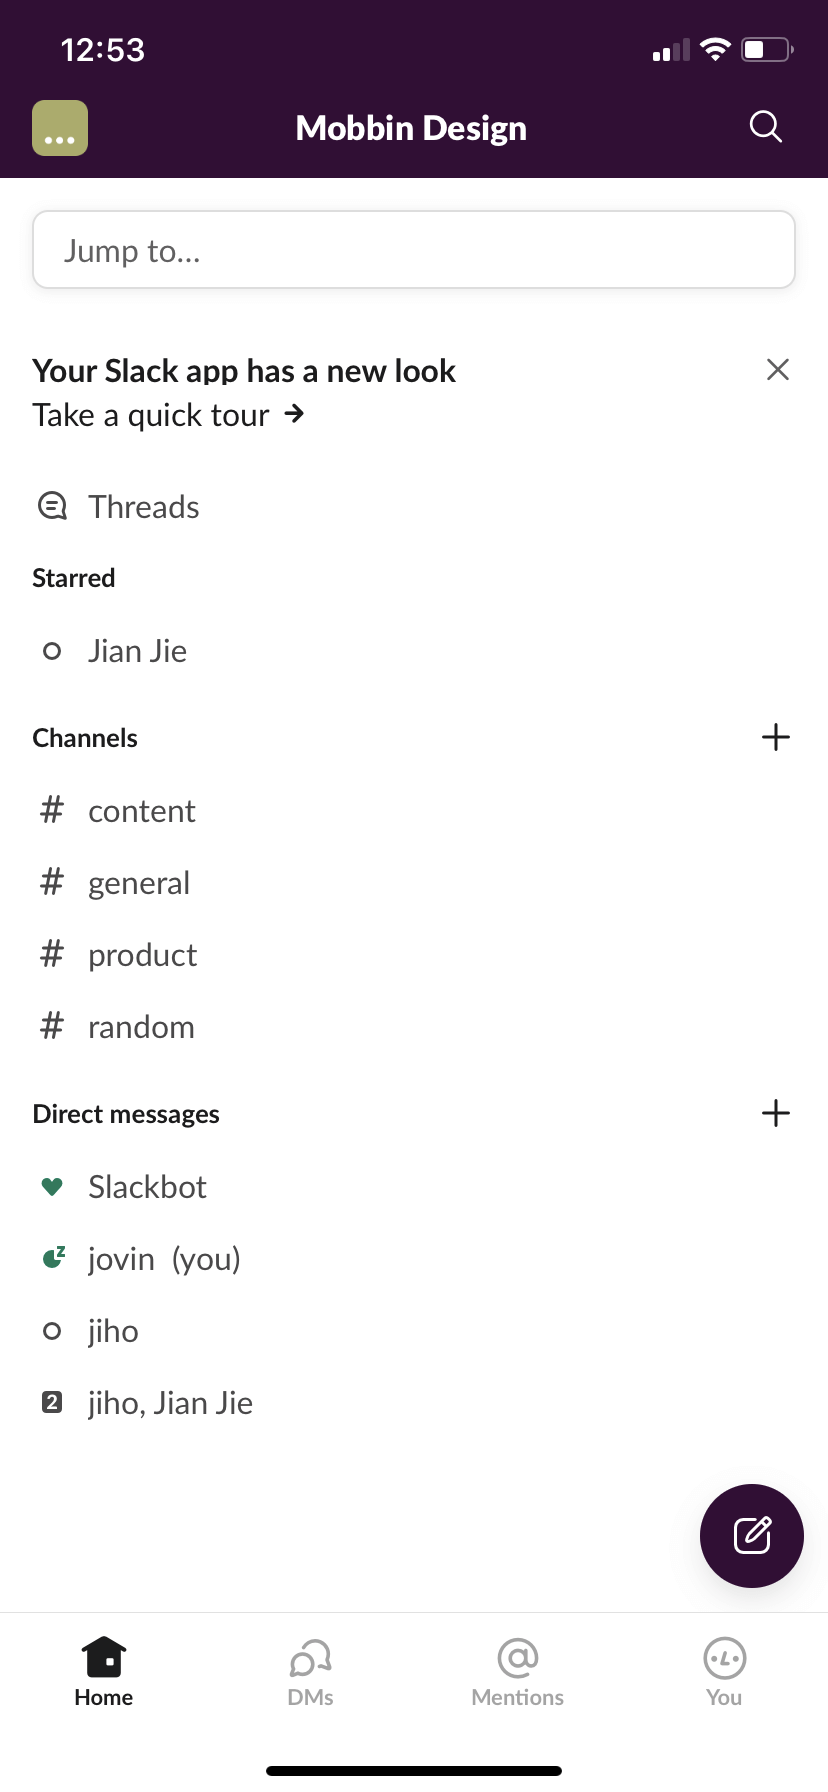 12:53
...
Mobbin Design
Jump to...
Your Slack app has a new look
Take a quick tour →
Threads
Starred
Jian Jie
Channels
# content
# general
# product
# random
Direct messages
Slackbot
z jovin (you)
jiho
2 jiho, Jian Jie
Home
DMs
Mentions
You